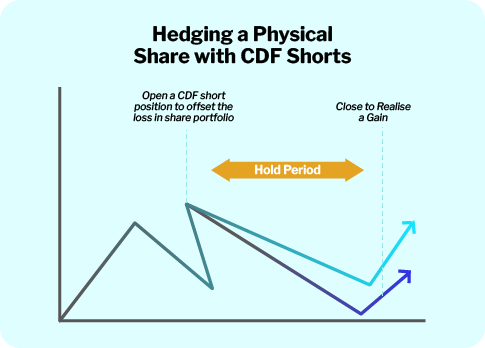 Hedging a Physical
Share with CDF Shorts
Open a CDF short
position to offset the
loss in share portfolio
Close to Realise
a Gain
Hold Period